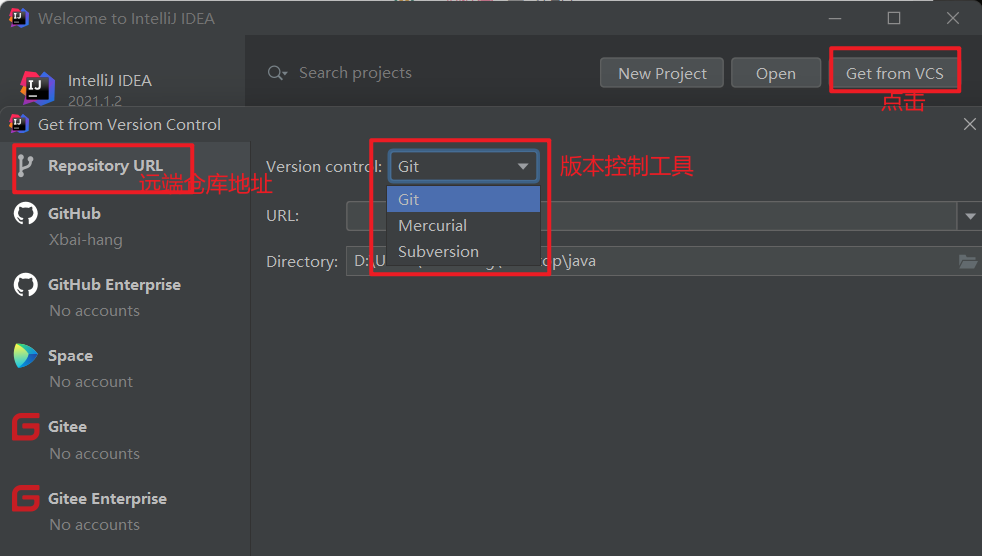 Welcome to IntelliJ IDEA
IntelliJ IDEA
2021.1.2
Search projects
New Project
Open
Get from VCS
点击
Get from Version Control
Repository URL
远端仓库地址
Version control:
Git
版本控制工具
Git
Mercurial
Subversion
URL:
Directory:
D:\U
op\java
GitHub
Xbai-hang
GitHub Enterprise
No accounts
Space
No account
Gitee
No accounts
Gitee Enterprise
No accounts